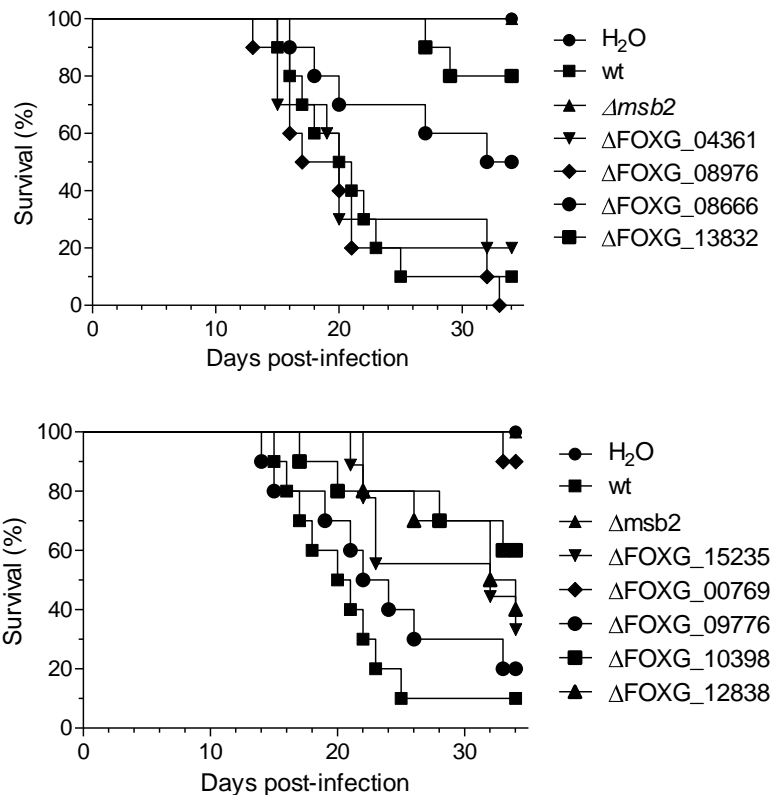 100
80
60
40
20
0
Survival (%)
0 10 20 30
Days post-infection
H₂O
wt
Δmsb2
ΔFOXG_04361
ΔFOXG_08976
ΔFOXG_08666
ΔFOXG_13832
100
80
60
40
20
0
Survival (%)
0 10 20 30
Days post-infection
H₂O
wt
Δmsb2
ΔFOXG_15235
ΔFOXG_00769
ΔFOXG_09776
ΔFOXG_10398
ΔFOXG_12838